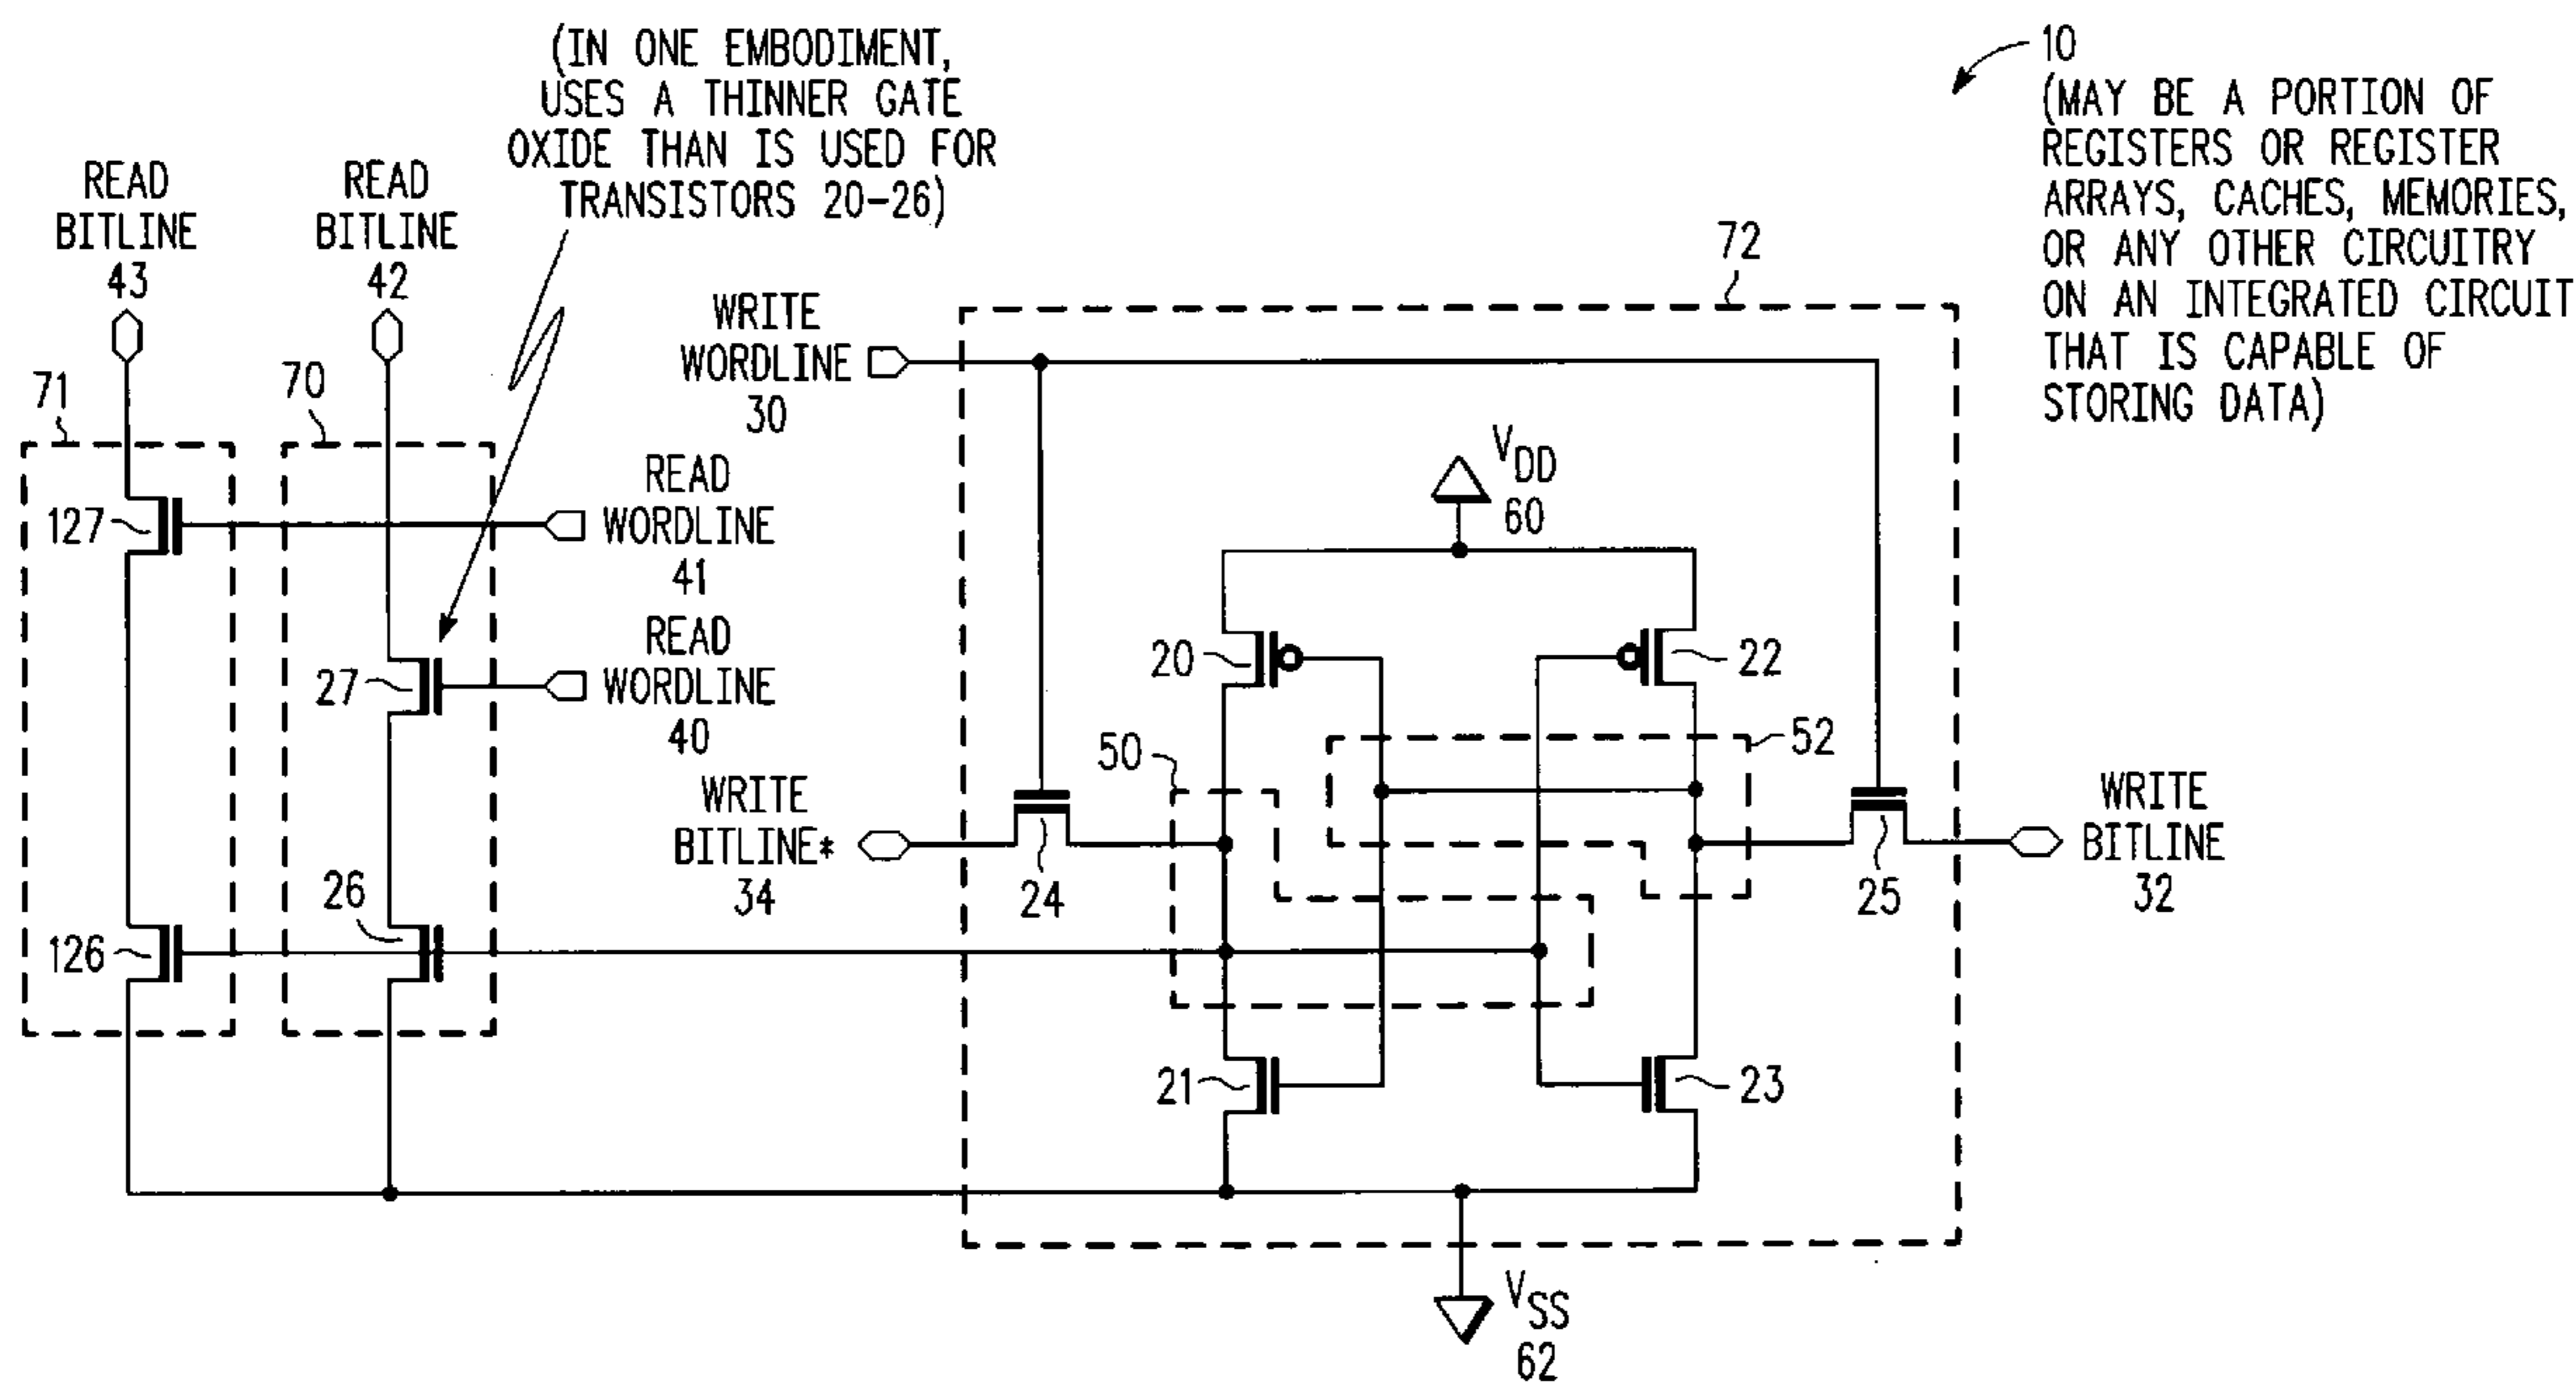 (IN ONE EMBODIMENT,
USES A THINNER GATE
OXIDE THAN IS USED FOR
TRANSISTORS 20-26)
10
(MAY BE A PORTION OF
REGISTERS OR REGISTER
ARRAYS, CACHES, MEMORIES,
OR ANY OTHER CIRCUITRY
ON AN INTEGRATED CIRCUIT
THAT IS CAPABLE OF
STORING DATA)
READ
BITLINE
43
READ
BITLINE
42
71
70
127
27
26
126
READ
WORDLINE
41
READ
WORDLINE
40
WRITE
WORDLINE
30
WRITE
BITLINE*
34
72
VDD
60
20
22
50
52
24
25
21
23
WRITE
BITLINE
32
VSS
62